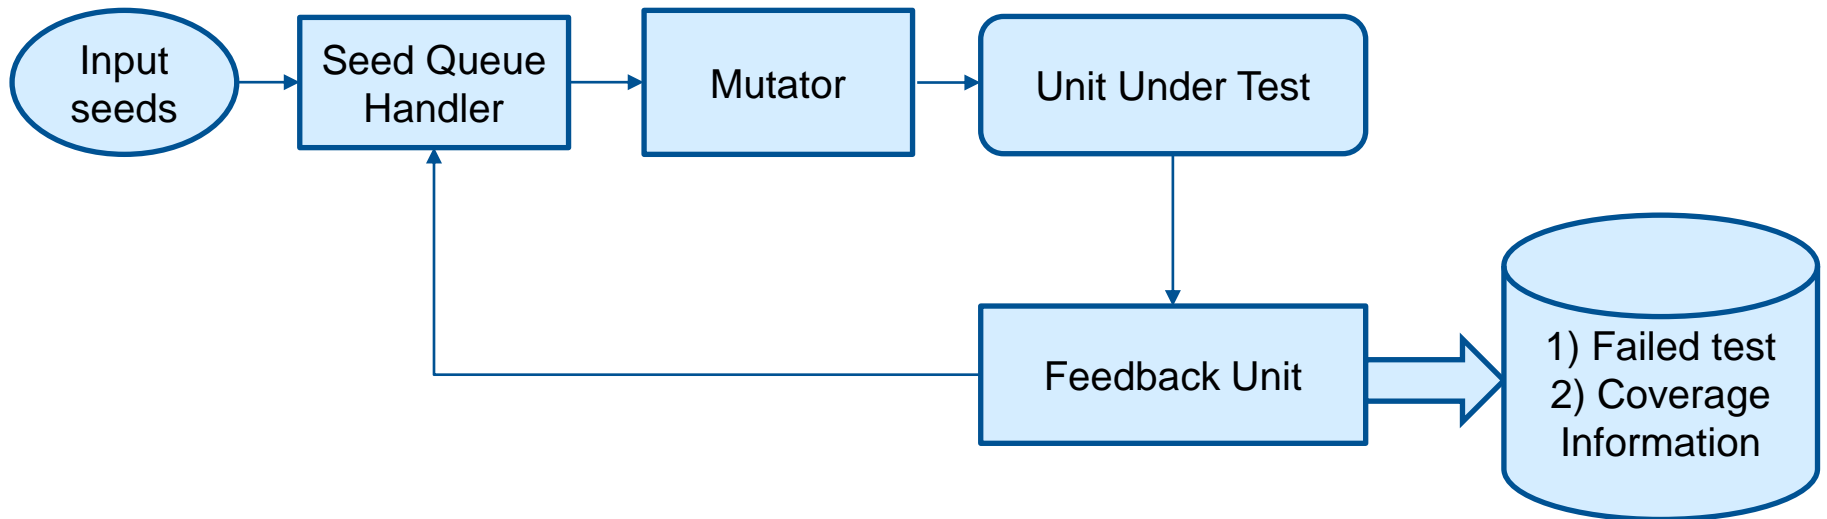 Input
seeds
Seed Queue
Handler
Mutator
Unit Under Test
Feedback Unit
1) Failed test
2) Coverage
Information